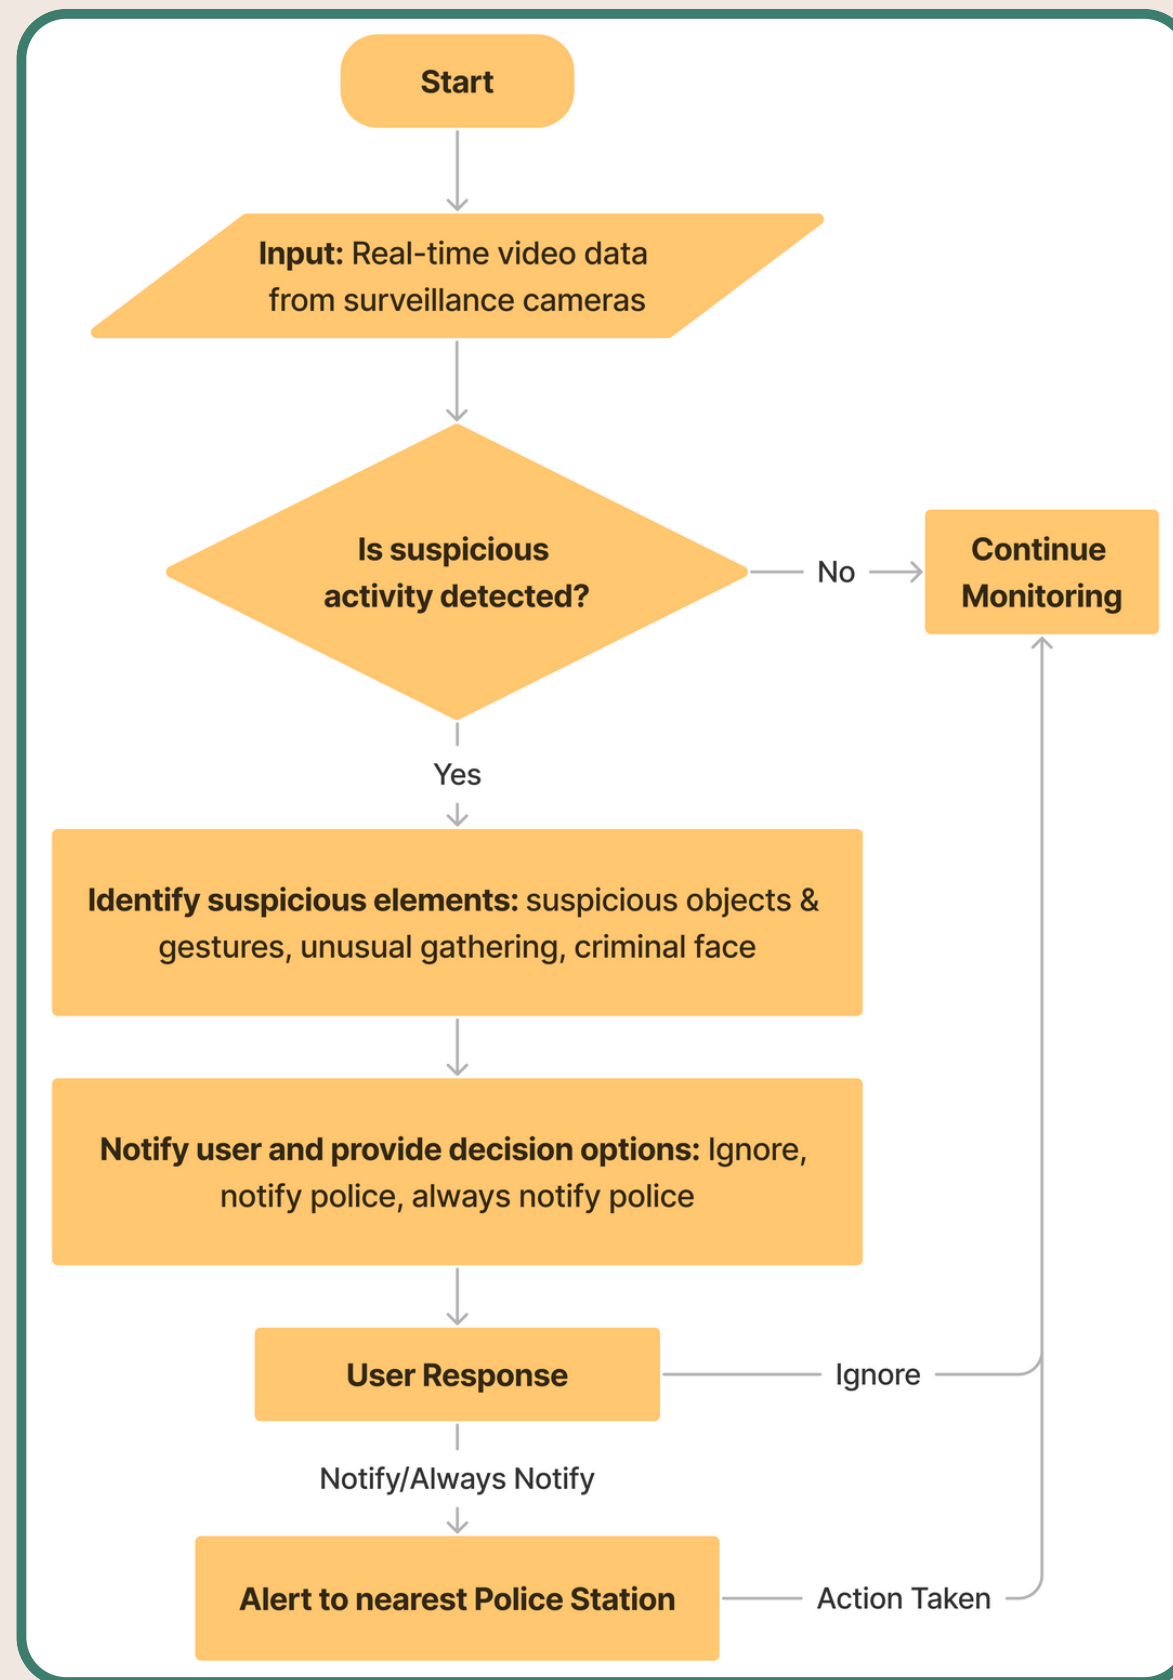 Start
Input: Real-time video data
from surveillance cameras
Is suspicious
activity detected?
No
Continue
Monitoring
Yes
Identify suspicious elements: suspicious objects &
gestures, unusual gathering, criminal face
Notify user and provide decision options: Ignore,
notify police, always notify police
User Response
Ignore
Notify/Always Notify
Alert to nearest Police Station
Action Taken